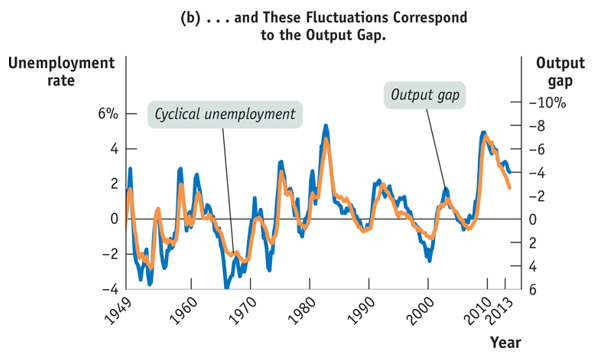 (b) . . . and These Fluctuations Correspond
to the Output Gap.
Unemployment
rate
Output
gap
Cyclical unemployment
Output gap
6%
4
2
0
–2
–4
–10%
–8
–6
–4
–2
0
2
4
6
1949
1960
1970
1980
1990
2000
2010
2013
Year